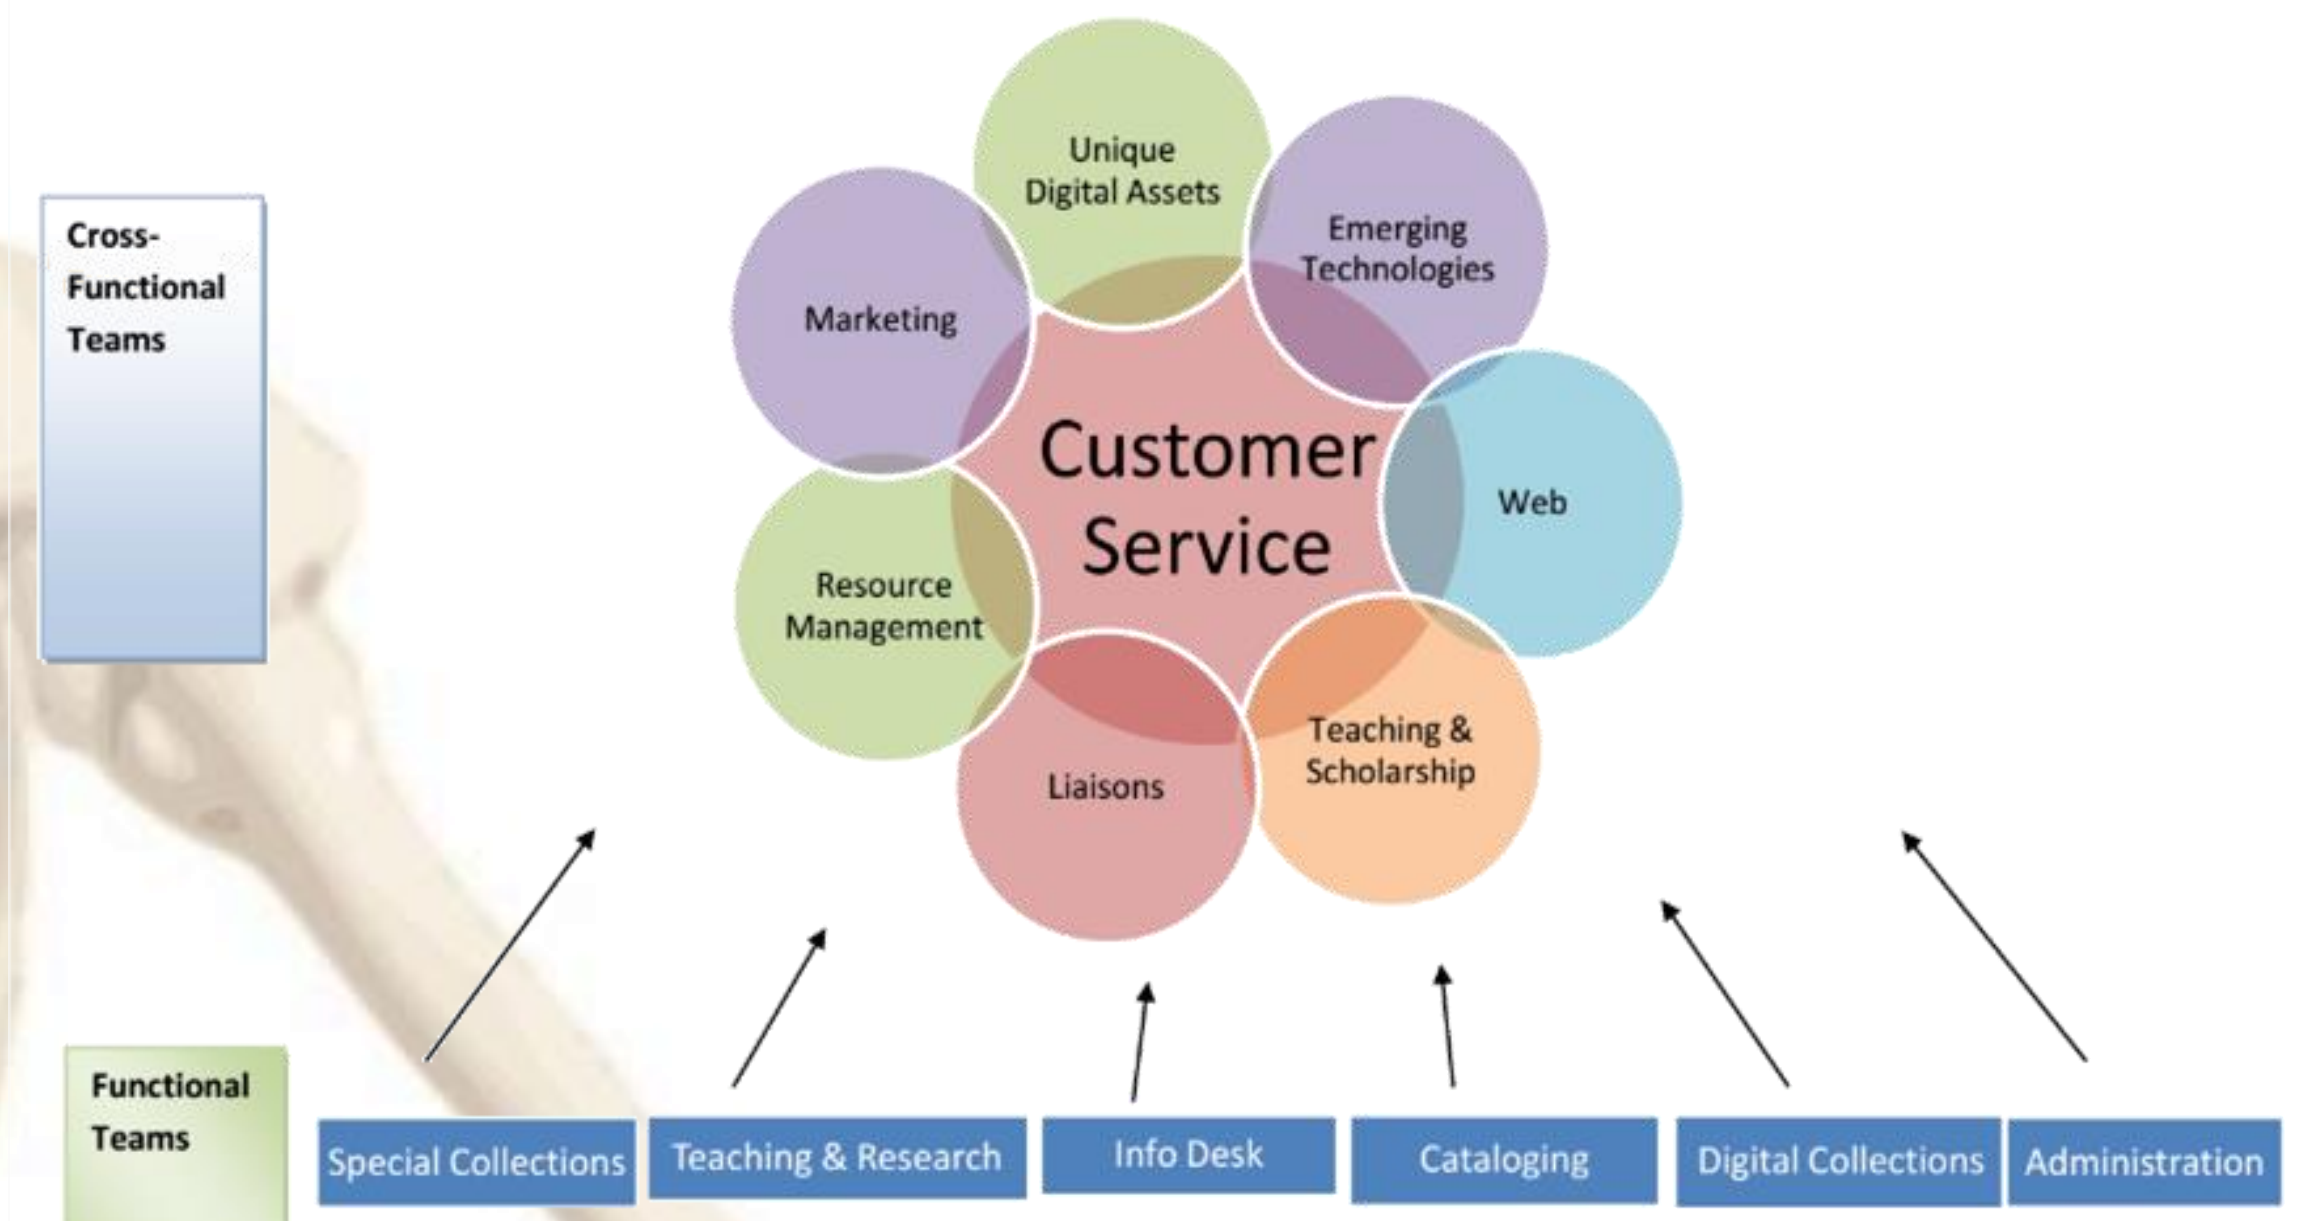 Unique
Digital Assets
Emerging
Technologies
Cross-
Functional
Teams
Marketing
Customer
Service
Web
Resource
Management
Teaching &
Scholarship
Liaisons
Functional
Teams
Special Collections
Teaching & Research
Info Desk
Cataloging
Digital Collections
Administration